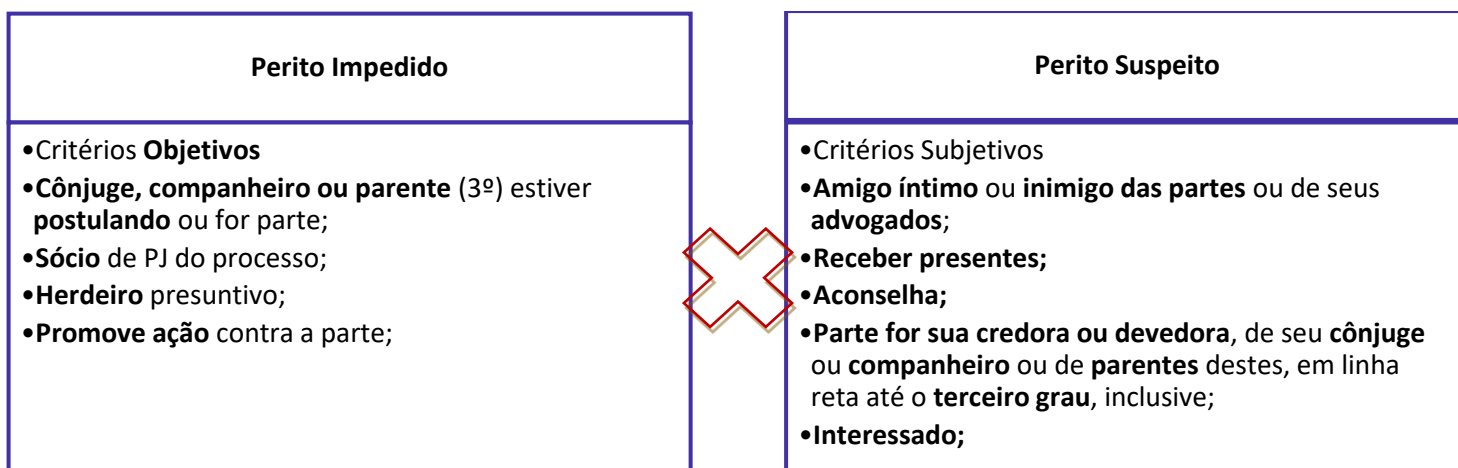 Perito Impedido
•Critérios Objetivos
•Cônjuge, companheiro ou parente (3º) estiver
postulando ou for parte;
•Sócio de PJ do processo;
•Herdeiro presuntivo;
•Promove ação contra a parte;
Perito Suspeito
•Critérios Subjetivos
•Amigo íntimo ou inimigo das partes ou de seus
advogados;
•Receber presentes;
•Aconselha;
•Parte for sua credora ou devedora, de seu cônjuge
ou companheiro ou de parentes destes, em linha
reta até o terceiro grau, inclusive;
•Interessado;